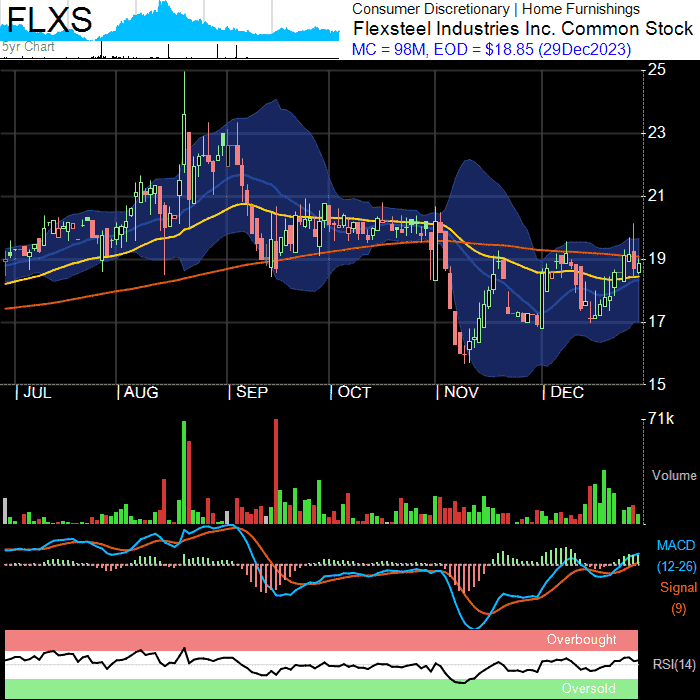 FLXS
Consumer Discretionary | Home Furnishings
Flexsteel Industries Inc. Common Stock
5yr Chart
MC = 98M, EOD = $18.85 (29Dec2023)
25
23
21
19
17
15
| JUL | AUG | SEP | OCT | NOV | DEC
71k
Volume
MACD
(12-26)
Signal
(9)
Overbought
RSI(14)
Oversold